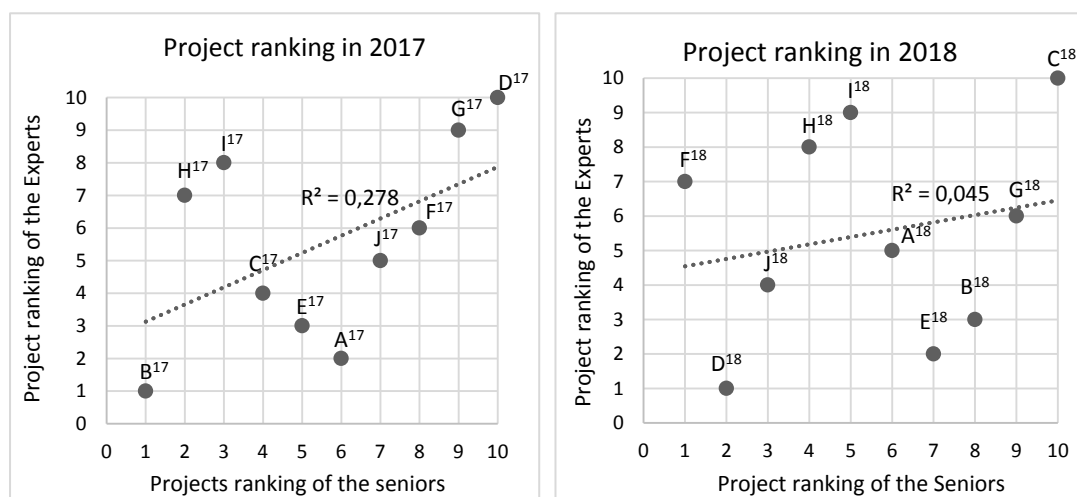 Project ranking in 2017
Project ranking of the Experts
10
9
8
7
6
5
4
3
2
1
0
D17
G17
I17
H17
R² = 0,278
F17
J17
C17
E17
A17
B17
0 1 2 3 4 5 6 7 8 9 10
Projects ranking of the seniors
Project ranking in 2018
Project ranking of the Experts
10
9
8
7
6
5
4
3
2
1
0
C18
I18
H18
F18
R² = 0,045
G18
A18
J18
B18
E18
D18
0 1 2 3 4 5 6 7 8 9 10
Project ranking of the Seniors